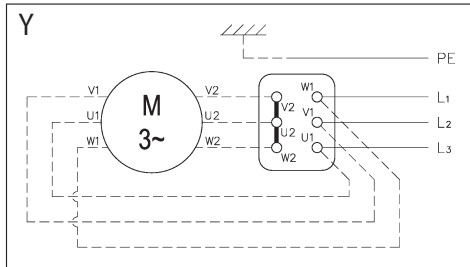 Y
PE
V1 V2 W1 L1
M
V2 V1
U1 U2 L2
3~
U2 U1
W1 W2 L3
W2